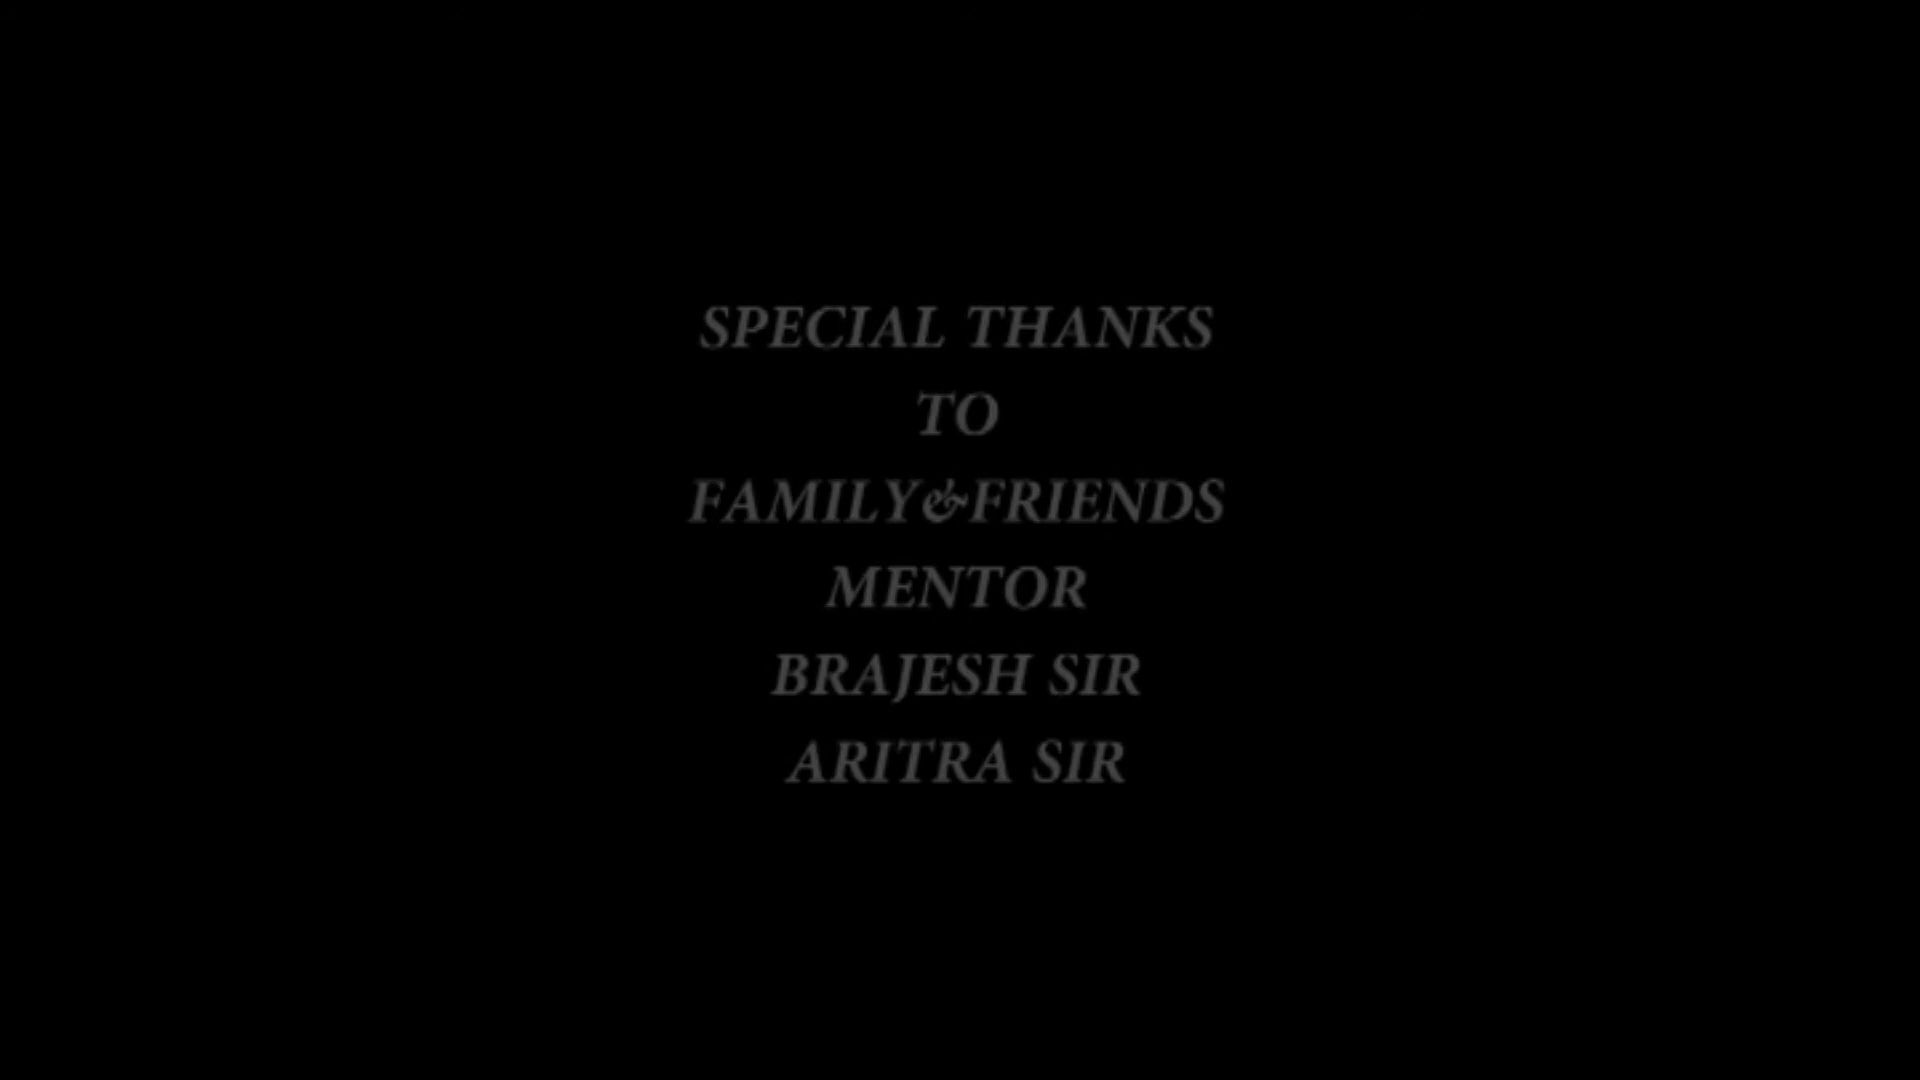 SPECIAL THANKS
TO
FAMILY&FRIENDS
MENTOR
BRAJESH SIR
ARITRA SIR